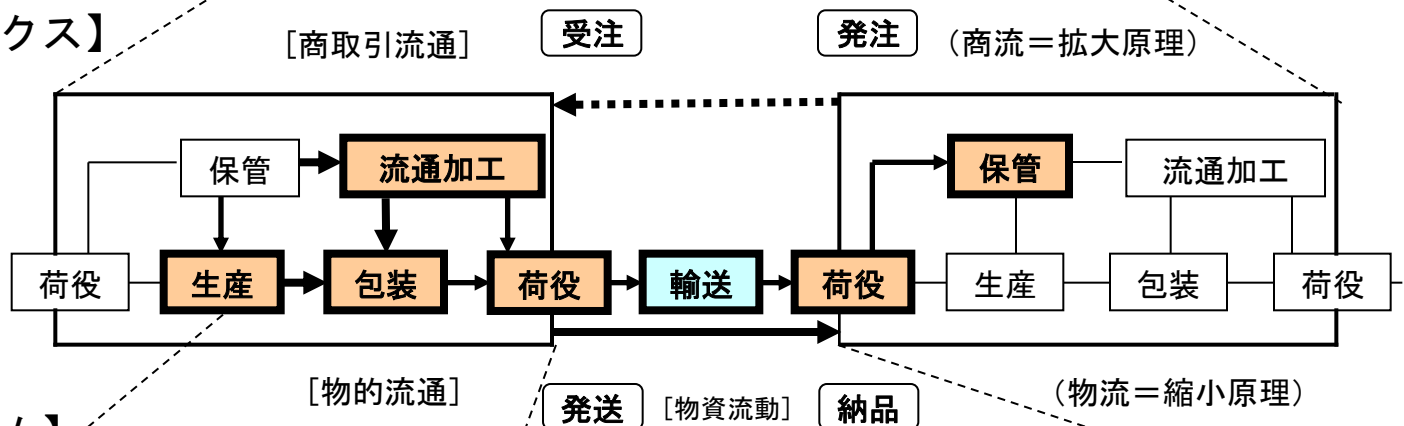 クス】
［商取引流通］ 受注 発注 （商流＝拡大原理）
保管 流通加工 保管 流通加工
荷役 生産 包装 荷役 輸送 荷役 生産 包装 荷役
［物的流通］ 発送 ［物資流動］ 納品 （物流＝縮小原理）